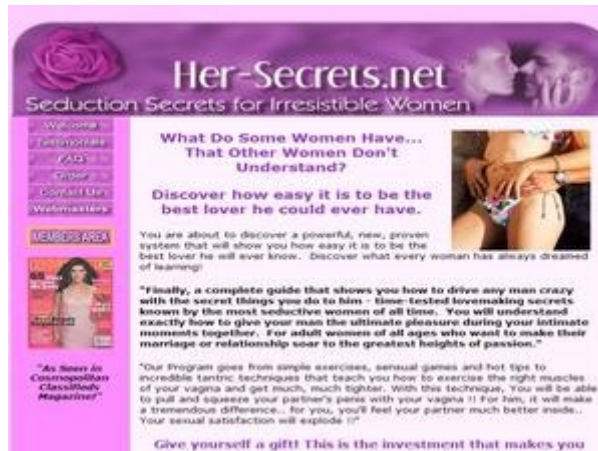 Her-Secrets.net
Seduction Secrets for Irresistible Women
Welcome
Testimonials
FAQ
Order
Contact Us
Webmasters
MEMBERS AREA
"As Seen in
Cosmopolitan
Classifieds
Magazine!"
What Do Some Women Have...
That Other Women Don't
Understand?
Discover how easy it is to be the
best lover he could ever have.
You are about to discover a powerful, new, proven
system that will show you how easy it is to be the
best lover he will ever know. Discover what every woman has always dreamed
of learning!
"Finally, a complete guide that shows you how to drive any man crazy
with the secret things you do to him - time-tested lovemaking secrets
known by the most seductive women of all time. You will understand
exactly how to give your man the ultimate pleasure during your intimate
moments together. For adult women of all ages who want to make their
marriage or relationship soar to the greatest heights of passion."
"Our Program goes from simple exercises, sensual games and hot tips to
incredible tantric techniques that teach you how to exercise the right muscles
of your vagina and get much, much tighter. With this technique, You will be able
to pull and squeeze your partner's penis with your vagina !! For him, it will make
a tremendous difference.. for you, you'll feel your partner much better inside..
Your sexual satisfaction will explode !!"
Give yourself a gift! This is the investment that makes you